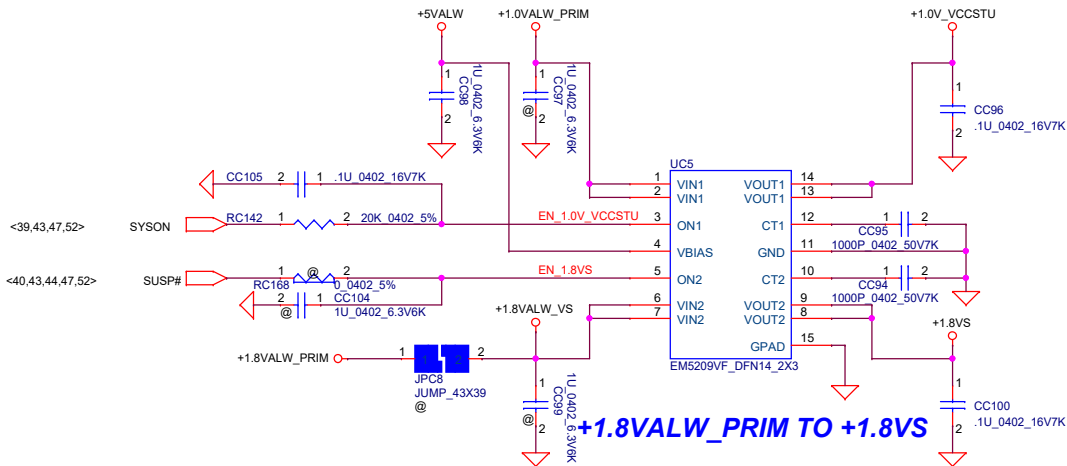 +5VALW
+1.0VALW_PRIM
+1.0V_VCCSTU
1
2
CC98
1U_0402_6.3V6K
1
2
@
CC97
1U_0402_6.3V6K
1
2
CC96
.1U_0402_16V7K
UC5
CC105
2
1
.1U_0402_16V7K
1
2
VIN1
VIN1
VOUT1
VOUT1
14
13
<39,43,47,52>
SYSON
RC142
1
2
20K_0402_5%
EN_1.0V_VCCSTU
3
ON1
CT1
12
1
2
CC95
1000P_0402_50V7K
4
VBIAS
GND
11
<40,43,44,47,52>
SUSP#
RC168
1
@
2
0_0402_5%
EN_1.8VS
5
ON2
CT2
10
1
2
CC94
1000P_0402_50V7K
@
2
1
CC104
1U_0402_6.3V6K
6
7
VIN2
VIN2
VOUT2
VOUT2
9
8
+1.8VALW_VS
+1.8VS
GPAD
15
EM5209VF_DFN14_2X3
+1.8VALW_PRIM
1
1
2
2
JPC8
JUMP_43X39
@
1
2
@
CC99
1U_0402_6.3V6K
1
2
CC100
.1U_0402_16V7K
+1.8VALW_PRIM TO +1.8VS